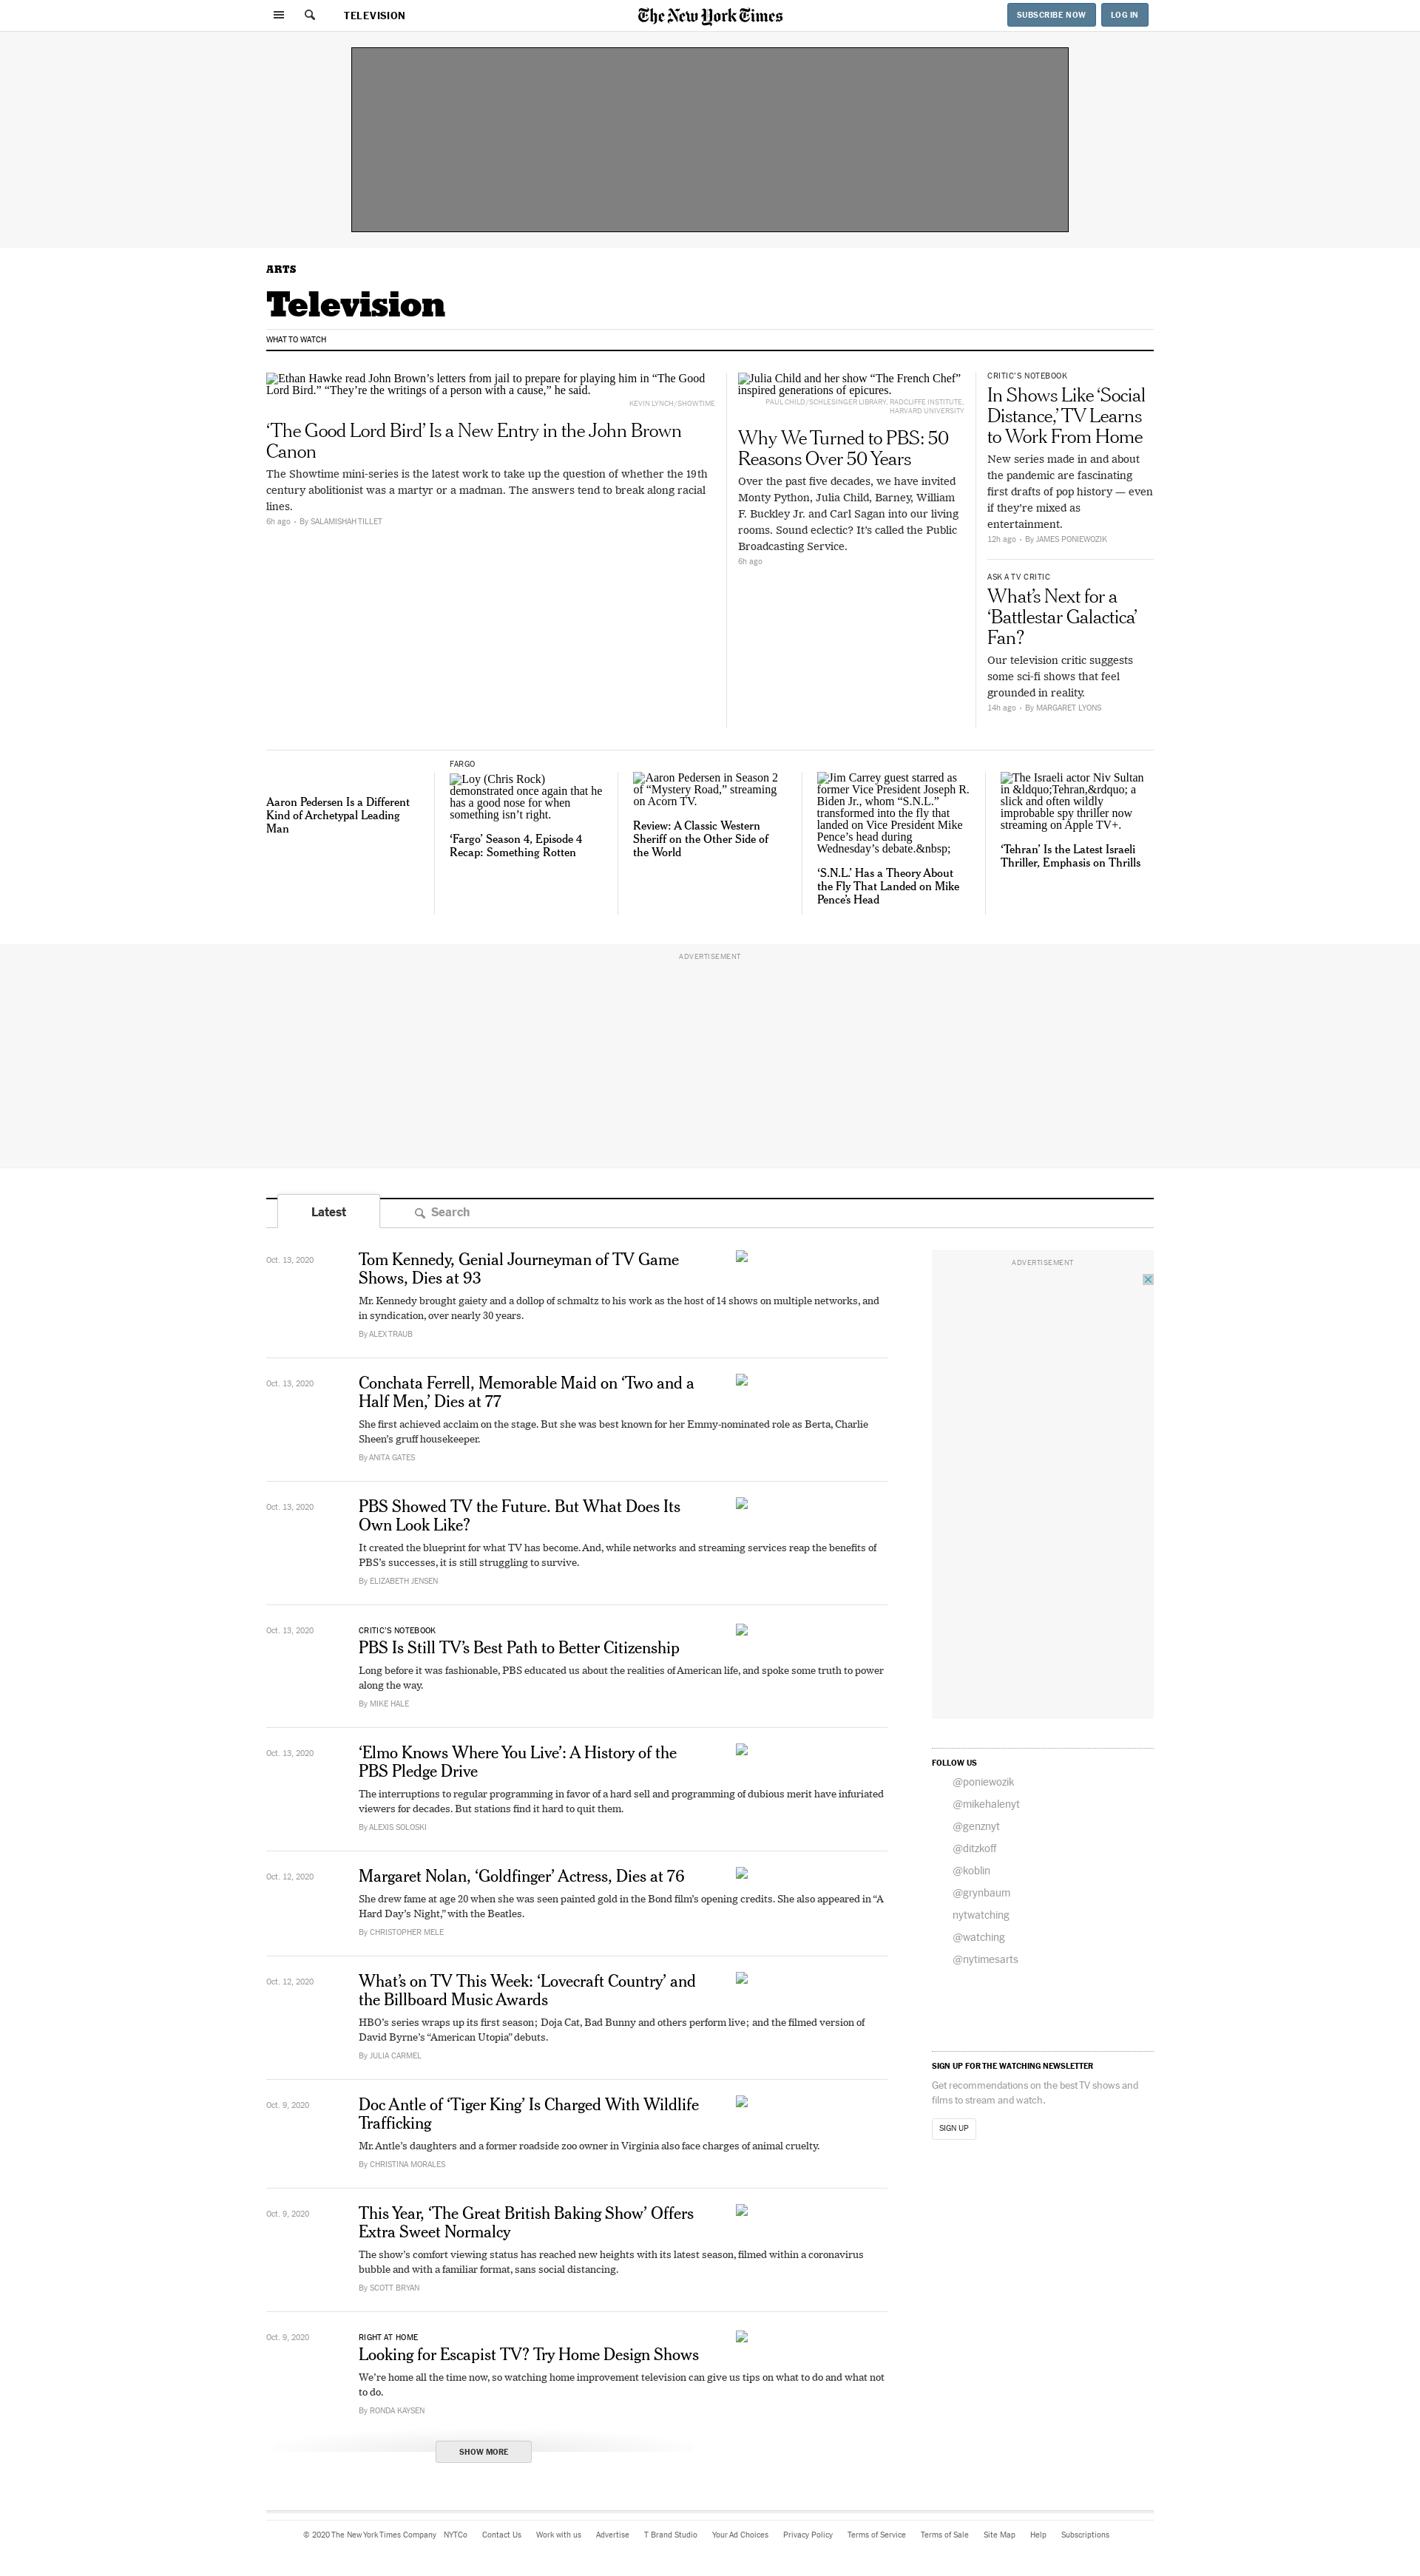 TELEVISION
The New York Times
SUBSCRIBE NOW
LOG IN
ARTS
Television
WHAT TO WATCH
Ethan Hawke read John Brown’s letters from jail to prepare for playing him in “The Good
Lord Bird.” “They’re the writings of a person with a cause,” he said.
KEVIN LYNCH/SHOWTIME
‘The Good Lord Bird’ Is a New Entry in the John Brown
Canon
The Showtime mini-series is the latest work to take up the question of whether the 19th
century abolitionist was a martyr or a madman. The answers tend to break along racial
lines.
6h ago • By SALAMISHAH TILLET
Julia Child and her show “The French Chef”
inspired generations of epicures.
PAUL CHILD/SCHLESINGER LIBRARY, RADCLIFFE INSTITUTE,
HARVARD UNIVERSITY
Why We Turned to PBS: 50
Reasons Over 50 Years
Over the past five decades, we have invited
Monty Python, Julia Child, Barney, William
F. Buckley Jr. and Carl Sagan into our living
rooms. Sound eclectic? It’s called the Public
Broadcasting Service.
6h ago
CRITIC’S NOTEBOOK
In Shows Like ‘Social
Distance,’ TV Learns
to Work From Home
New series made in and about
the pandemic are fascinating
first drafts of pop history — even
if they’re mixed as
entertainment.
12h ago • By JAMES PONIEWOZIK
ASK A TV CRITIC
What’s Next for a
‘Battlestar Galactica’
Fan?
Our television critic suggests
some sci-fi shows that feel
grounded in reality.
14h ago • By MARGARET LYONS
Aaron Pedersen Is a Different
Kind of Archetypal Leading
Man
FARGO
Loy (Chris Rock)
demonstrated once again that he
has a good nose for when
something isn’t right.
‘Fargo’ Season 4, Episode 4
Recap: Something Rotten
Aaron Pedersen in Season 2
of “Mystery Road,” streaming
on Acorn TV.
Review: A Classic Western
Sheriff on the Other Side of
the World
Jim Carrey guest starred as
former Vice President Joseph R.
Biden Jr., whom “S.N.L.”
transformed into the fly that
landed on Vice President Mike
Pence’s head during
Wednesday’s debate.&nbsp;
‘S.N.L.’ Has a Theory About
the Fly That Landed on Mike
Pence’s Head
The Israeli actor Niv Sultan
in &ldquo;Tehran,&rdquo; a
slick and often wildly
improbable spy thriller now
streaming on Apple TV+.
‘Tehran’ Is the Latest Israeli
Thriller, Emphasis on Thrills
ADVERTISEMENT
Latest
Search
Oct. 13, 2020
Tom Kennedy, Genial Journeyman of TV Game
Shows, Dies at 93
Mr. Kennedy brought gaiety and a dollop of schmaltz to his work as the host of 14 shows on multiple networks, and
in syndication, over nearly 30 years.
By ALEX TRAUB
Oct. 13, 2020
Conchata Ferrell, Memorable Maid on ‘Two and a
Half Men,’ Dies at 77
She first achieved acclaim on the stage. But she was best known for her Emmy-nominated role as Berta, Charlie
Sheen’s gruff housekeeper.
By ANITA GATES
Oct. 13, 2020
PBS Showed TV the Future. But What Does Its
Own Look Like?
It created the blueprint for what TV has become. And, while networks and streaming services reap the benefits of
PBS’s successes, it is still struggling to survive.
By ELIZABETH JENSEN
Oct. 13, 2020
CRITIC’S NOTEBOOK
PBS Is Still TV’s Best Path to Better Citizenship
Long before it was fashionable, PBS educated us about the realities of American life, and spoke some truth to power
along the way.
By MIKE HALE
Oct. 13, 2020
‘Elmo Knows Where You Live’: A History of the
PBS Pledge Drive
The interruptions to regular programming in favor of a hard sell and programming of dubious merit have infuriated
viewers for decades. But stations find it hard to quit them.
By ALEXIS SOLOSKI
Oct. 12, 2020
Margaret Nolan, ‘Goldfinger’ Actress, Dies at 76
She drew fame at age 20 when she was seen painted gold in the Bond film’s opening credits. She also appeared in “A
Hard Day’s Night,” with the Beatles.
By CHRISTOPHER MELE
Oct. 12, 2020
What’s on TV This Week: ‘Lovecraft Country’ and
the Billboard Music Awards
HBO’s series wraps up its first season; Doja Cat, Bad Bunny and others perform live; and the filmed version of
David Byrne’s “American Utopia” debuts.
By JULIA CARMEL
Oct. 9, 2020
Doc Antle of ‘Tiger King’ Is Charged With Wildlife
Trafficking
Mr. Antle’s daughters and a former roadside zoo owner in Virginia also face charges of animal cruelty.
By CHRISTINA MORALES
Oct. 9, 2020
This Year, ‘The Great British Baking Show’ Offers
Extra Sweet Normalcy
The show’s comfort viewing status has reached new heights with its latest season, filmed within a coronavirus
bubble and with a familiar format, sans social distancing.
By SCOTT BRYAN
Oct. 9, 2020
RIGHT AT HOME
Looking for Escapist TV? Try Home Design Shows
We’re home all the time now, so watching home improvement television can give us tips on what to do and what not
to do.
By RONDA KAYSEN
SHOW MORE
ADVERTISEMENT
FOLLOW US
@poniewozik
@mikehalenyt
@genznyt
@ditzkoff
@koblin
@grynbaum
nytwatching
@watching
@nytimesarts
SIGN UP FOR THE WATCHING NEWSLETTER
Get recommendations on the best TV shows and
films to stream and watch.
SIGN UP
© 2020 The New York Times Company NYTCo Contact Us Work with us Advertise T Brand Studio Your Ad Choices Privacy Policy Terms of Service Terms of Sale Site Map Help Subscriptions